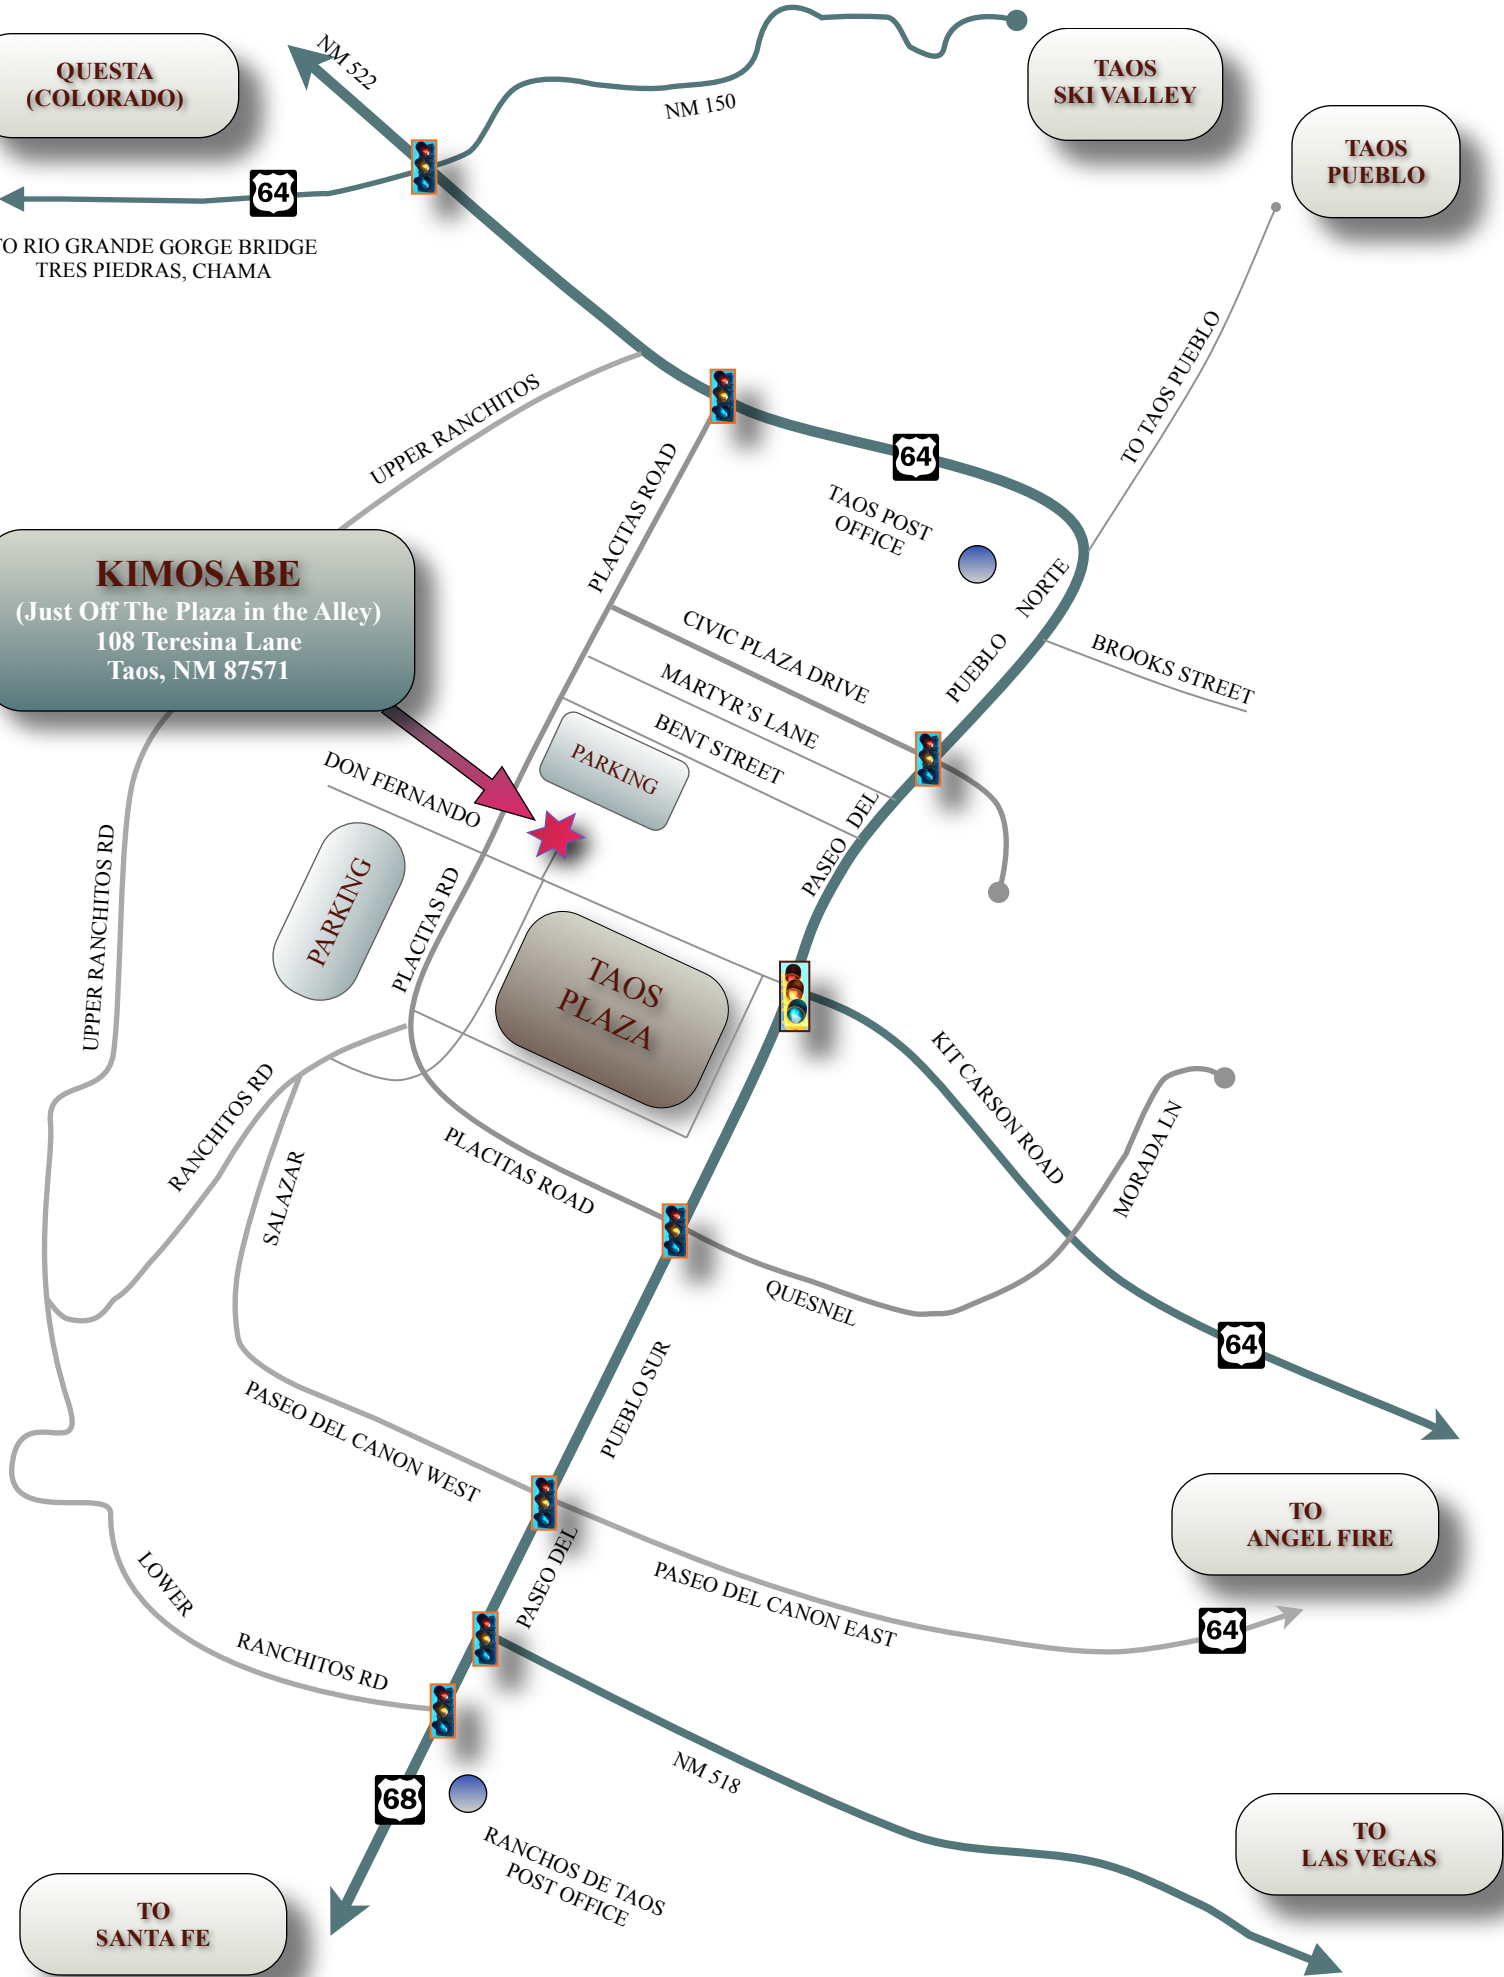 NM 522
QUESTA
(COLORADO)
NM 150
TAOS
SKI VALLEY
TAOS
PUEBLO
64
TO RIO GRANDE GORGE BRIDGE
TRES PIEDRAS, CHAMA
TO TAOS PUEBLO
UPPER RANCHITOS
PLACITAS ROAD
64
TAOS POST
OFFICE
KIMOSABE
(Just Off The Plaza in the Alley)
108 Teresina Lane
Taos, NM 87571
PUEBLO NORTE
BROOKS STREET
CIVIC PLAZA DRIVE
MARTYR'S LANE
BENT STREET
PARKING
DON FERNANDO
PASEO DEL
UPPER RANCHITOS RD
PARKING
PLACITAS RD
TAOS
PLAZA
KIT CARSON ROAD
RANCHITOS RD
MORADA LN
SALAZAR
PLACITAS ROAD
QUESNEL
64
PUEBLO SUR
PASEO DEL CANON WEST
TO
ANGEL FIRE
PASEO DEL
LOWER
PASEO DEL CANON EAST
64
RANCHITOS RD
NM 518
68
TO
LAS VEGAS
RANCHOS DE TAOS
POST OFFICE
TO
SANTA FE